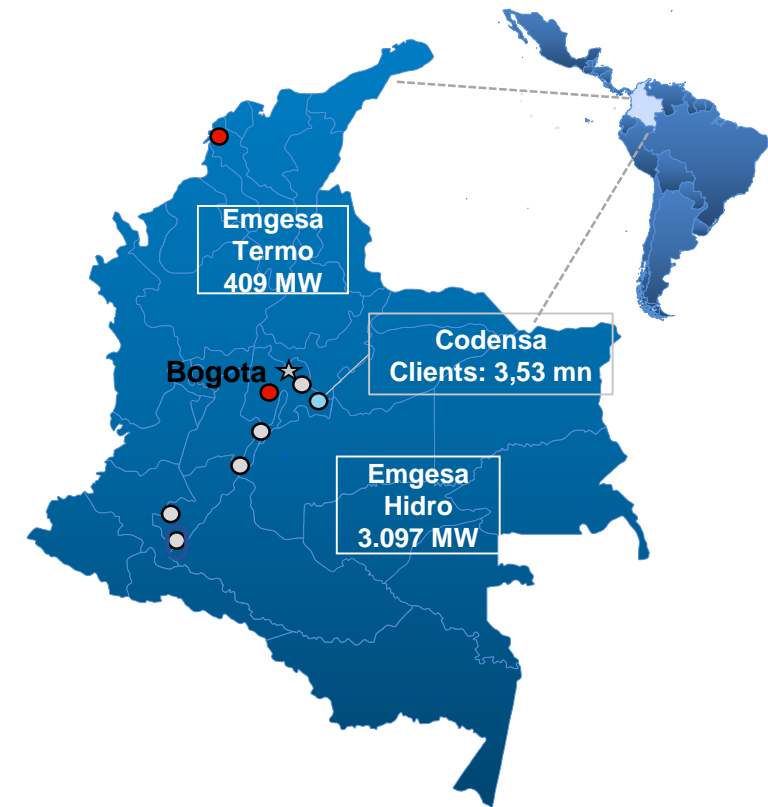 Emgesa
Termo
409 MW
Codensa
Clients: 3,53 mn
Bogota
Emgesa
Hidro
3.097 MW